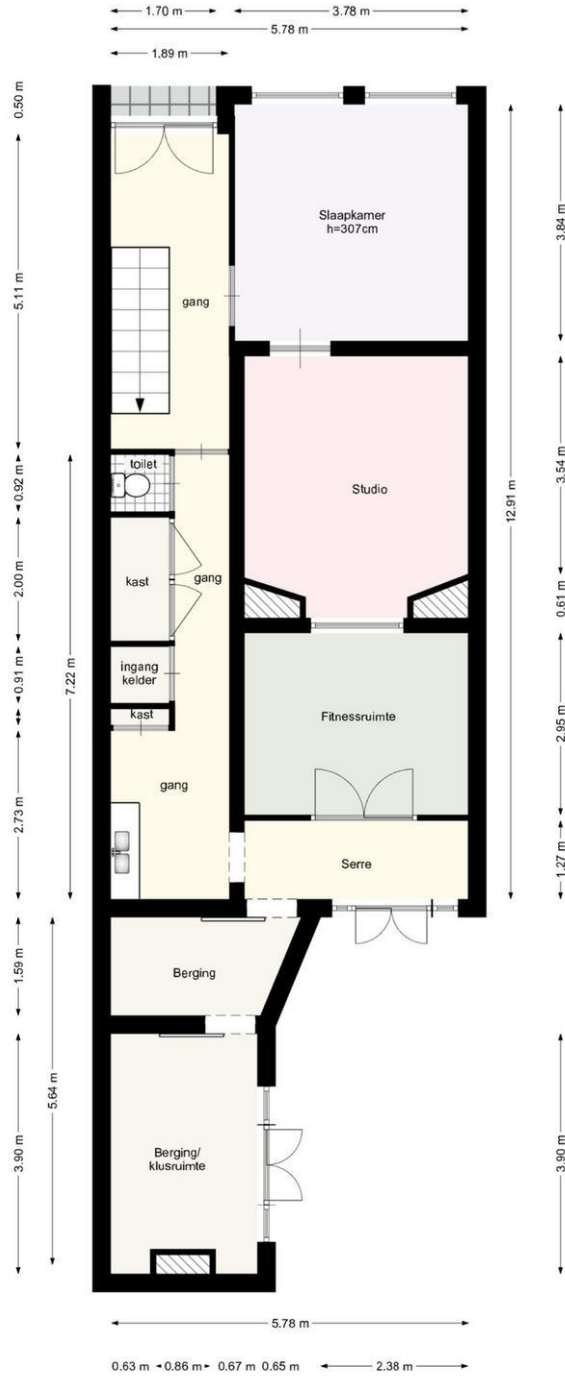 1.70 m
3.78 m
5.78 m
1.89 m
0.50 m
5.11 m
0.92 m
2.00 m
0.91 m
2.73 m
7.22 m
1.59 m
5.64 m
3.90 m
Slaapkamer
h=307cm
gang
toilet
Studio
kast
gang
ingang
kelder
kast
Fitnessruimte
gang
Serre
Berging
Berging/
klusruimte
12.91 m
3.84 m
3.54 m
0.61 m
2.95 m
1.27 m
3.90 m
5.78 m
0.63 m
0.86 m
0.67 m
0.65 m
2.38 m